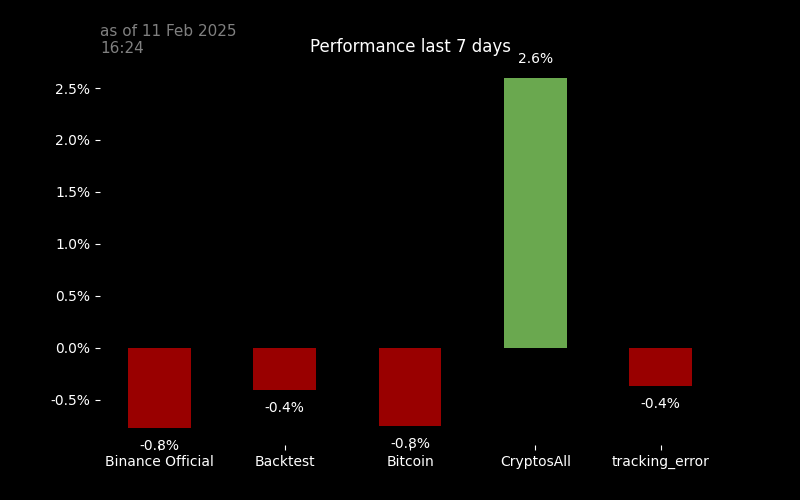 as of 11 Feb 2025
16:24
Performance last 7 days
2.6%
2.5%
2.0%
1.5%
1.0%
0.5%
0.0%
-0.5%
-0.8%
-0.4%
-0.8%
-0.4%
Binance Official
Backtest
Bitcoin
CryptosAll
tracking_error